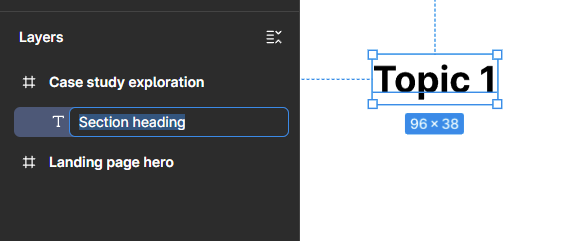 Layers
Case study exploration
Section heading
Landing page hero
Topic 1
96 × 38